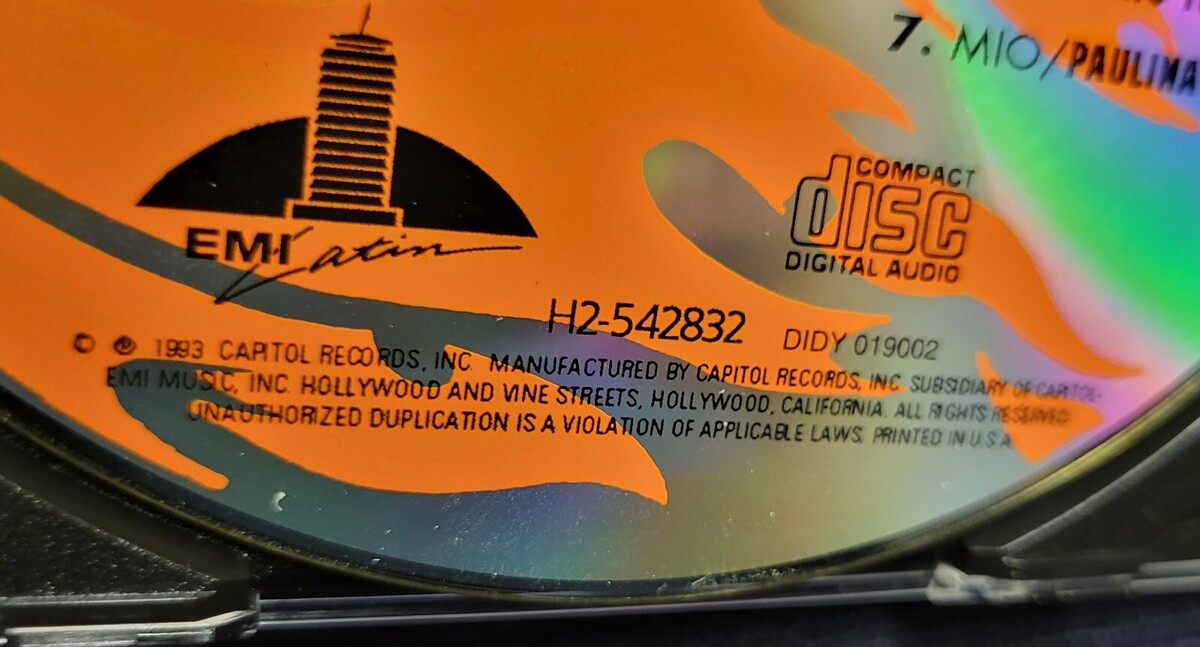 7. MIO/PAULINA
COMPACT
disc
DIGITAL AUDIO
EMI Latin
H2-542832 DIDY 019002
© ℗ 1993 CAPITOL RECORDS, INC. MANUFACTURED BY CAPITOL RECORDS, INC. SUBSIDIARY OF CAPITOL-
EMI MUSIC, INC. HOLLYWOOD AND VINE STREETS, HOLLYWOOD, CALIFORNIA. ALL RIGHTS RESERVED
UNAUTHORIZED DUPLICATION IS A VIOLATION OF APPLICABLE LAWS. PRINTED IN U.S.A.